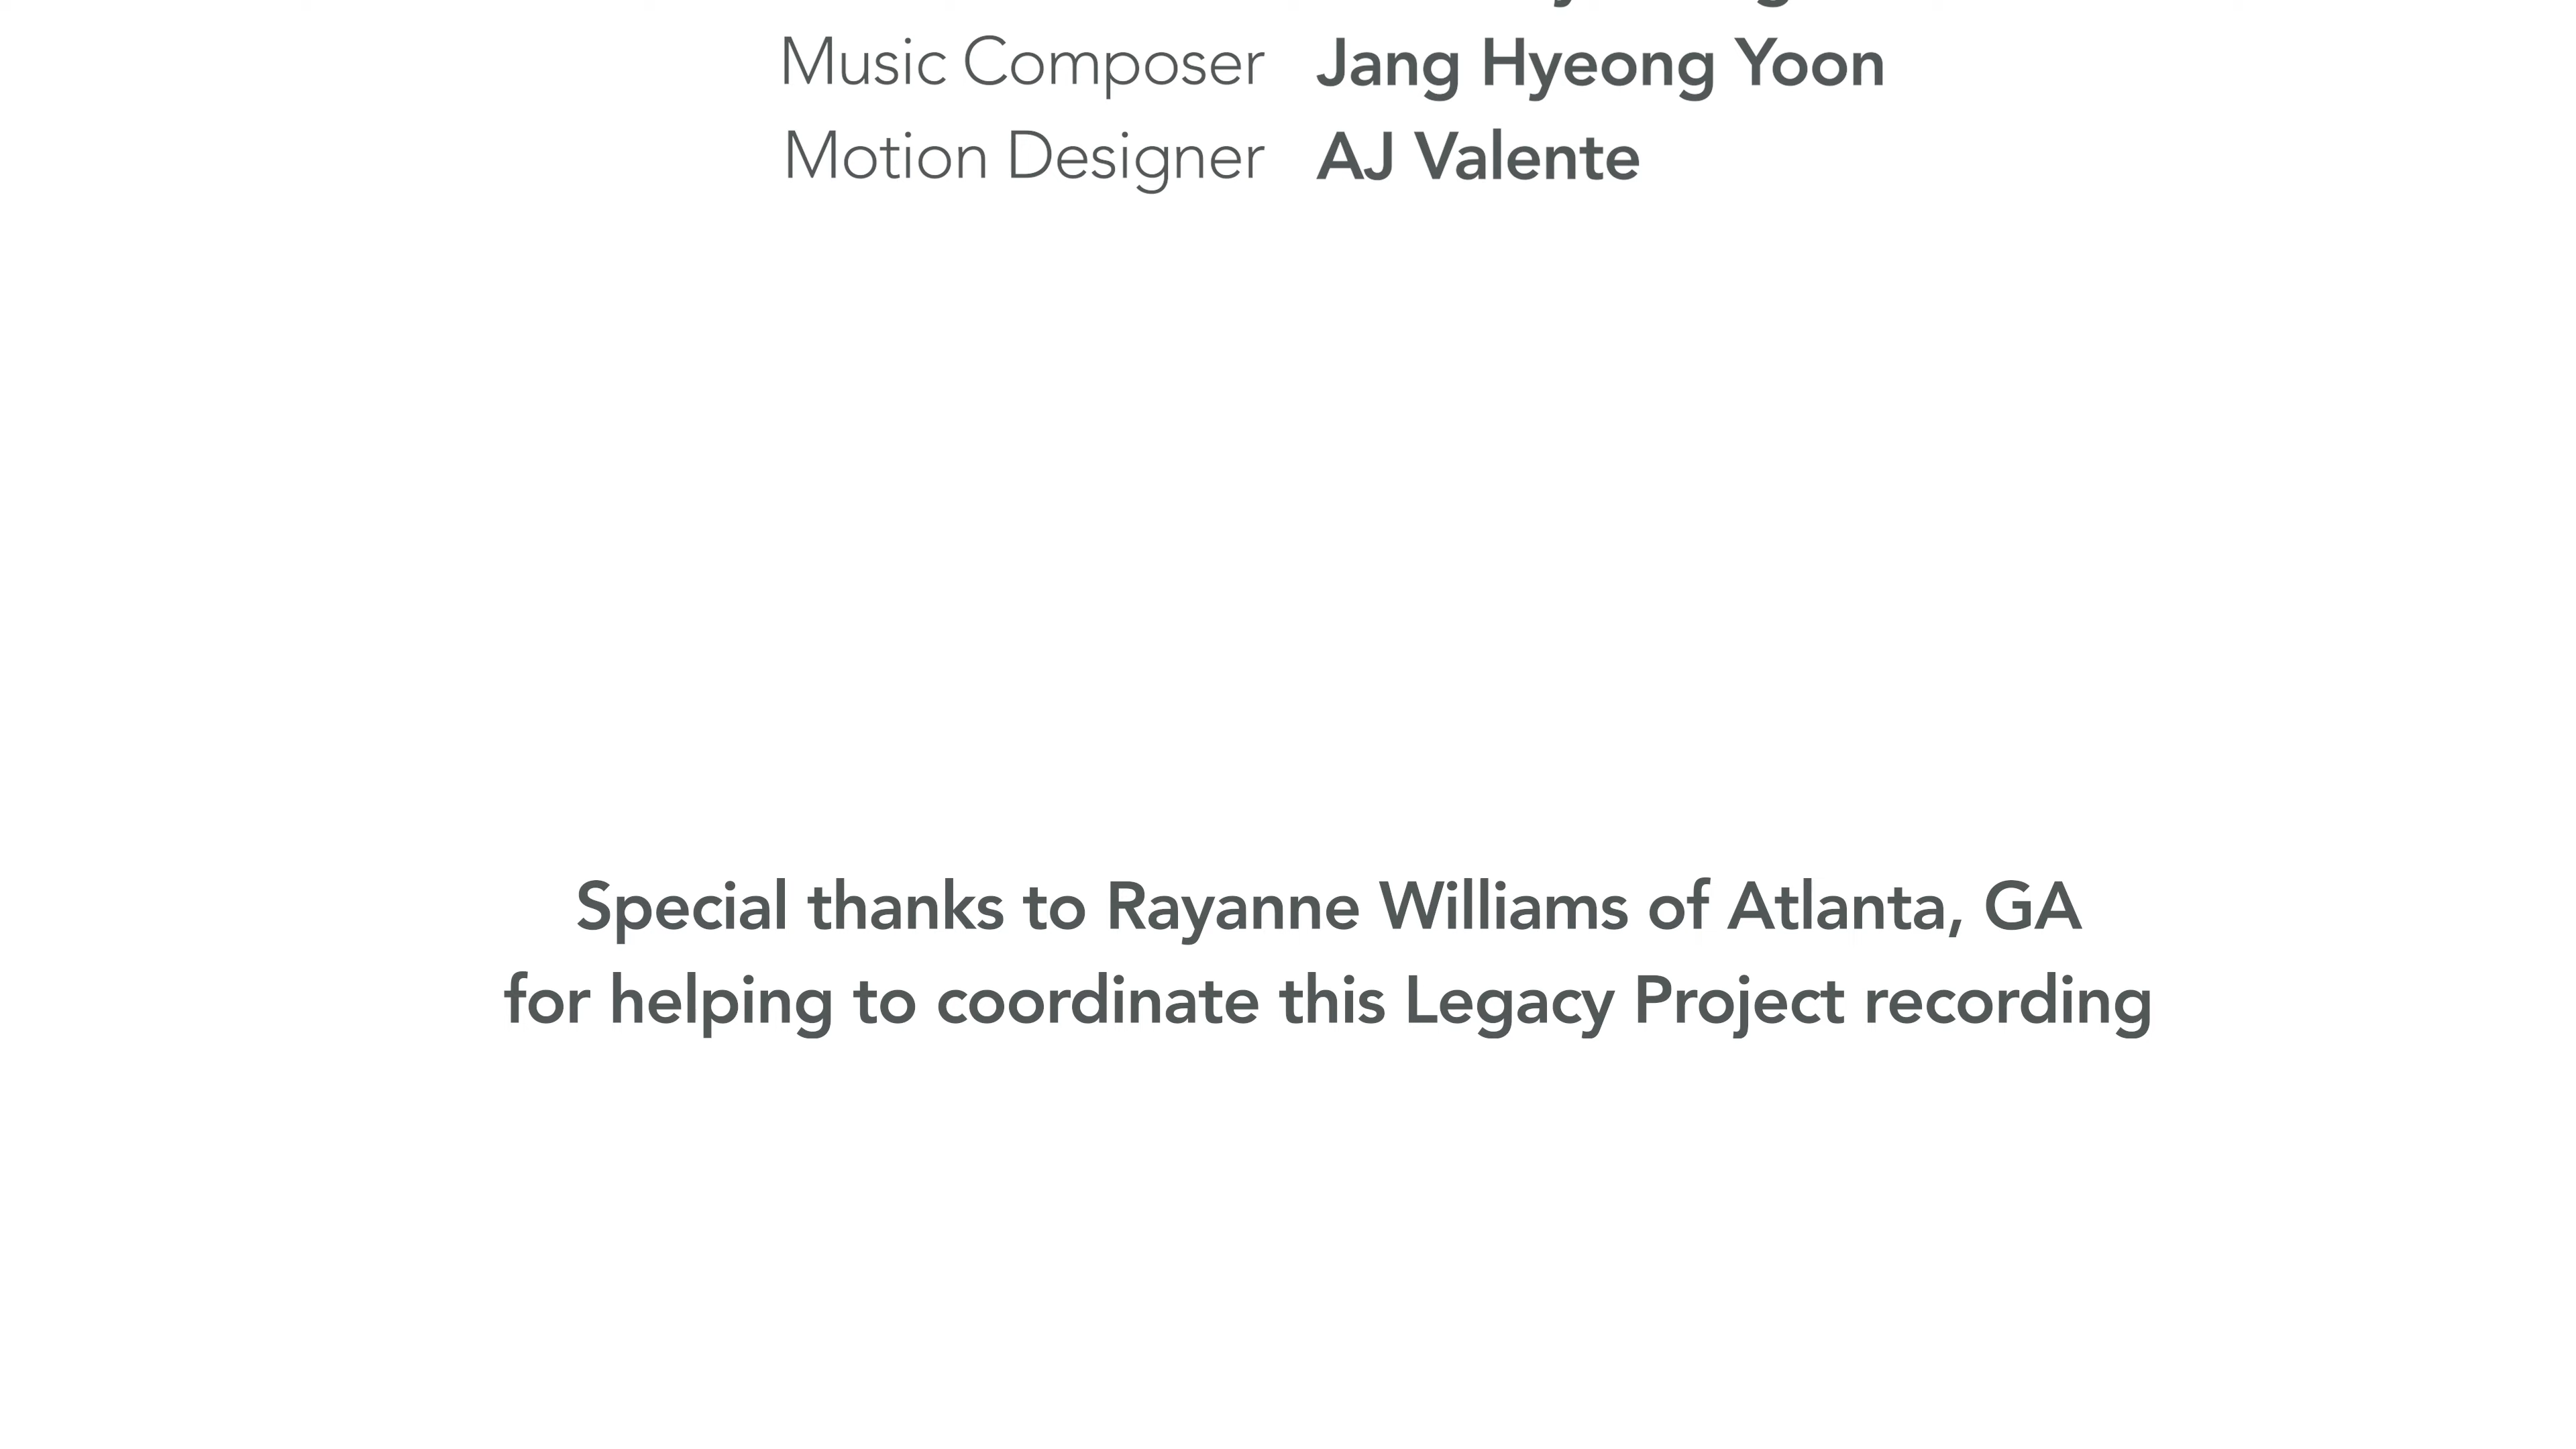 Music Composer Jang Hyeong Yoon
Motion Designer AJ Valente
Special thanks to Rayanne Williams of Atlanta, GA
for helping to coordinate this Legacy Project recording